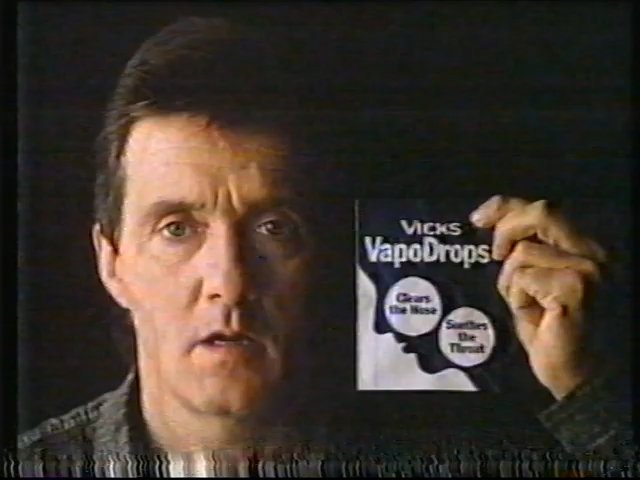 VICKS
VapoDrops
Clears
the Nose
Soothes
the
Throat